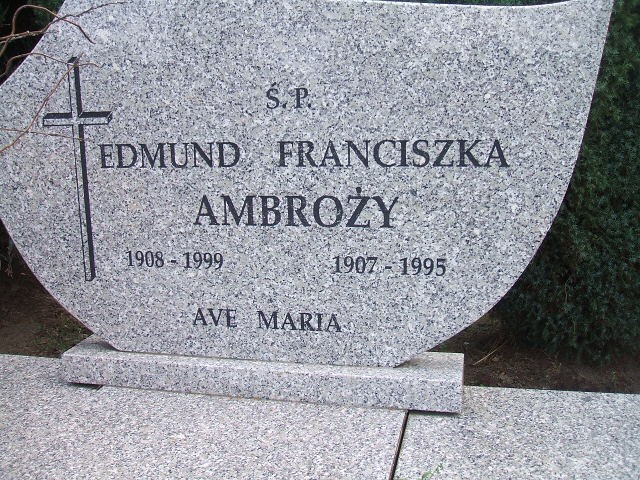 Ś.P.
EDMUND FRANCISZKA
AMBROŻY
1908 - 1999 1907 - 1995
AVE MARIA